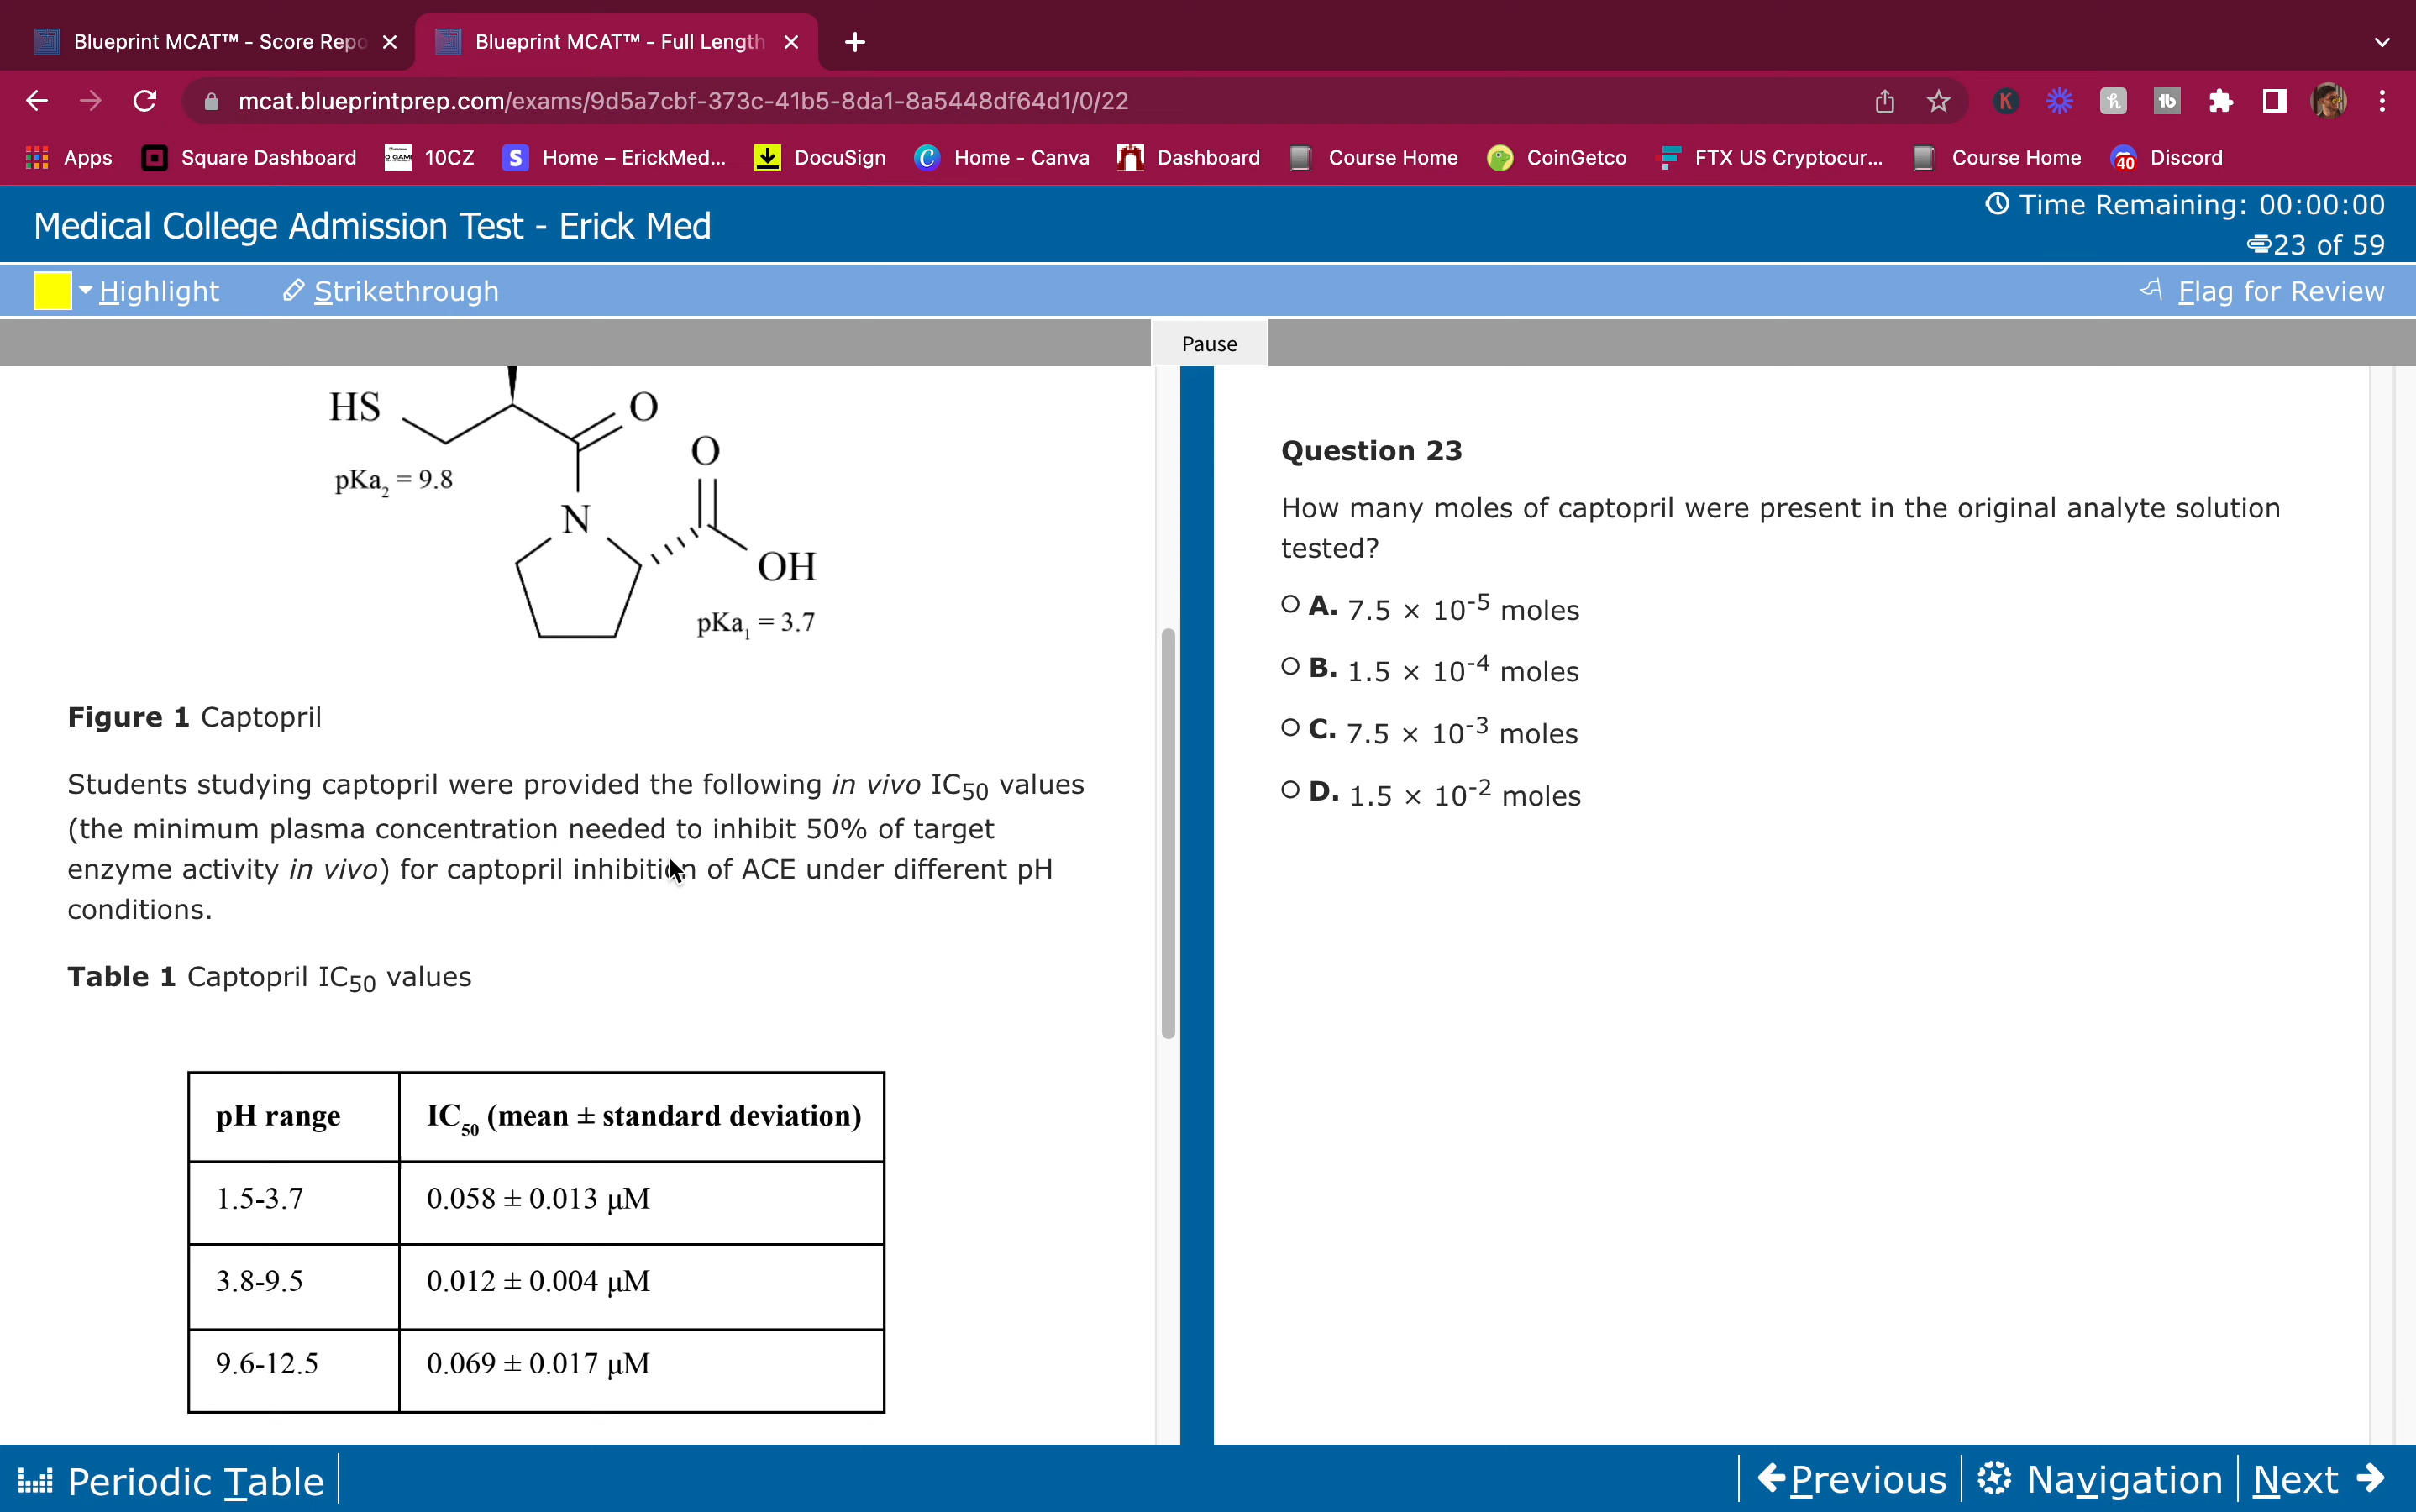 Blueprint MCAT™ - Score Repo
Blueprint MCAT™ - Full Length
mcat.blueprintprep.com/exams/9d5a7cbf-373c-41b5-8da1-8a5448df64d1/0/22
Apps
Square Dashboard
10CZ
Home – ErickMed...
DocuSign
Home - Canva
Dashboard
Course Home
CoinGetco
FTX US Cryptocur...
Course Home
40
Discord
Medical College Admission Test - Erick Med
Time Remaining: 00:00:00
23 of 59
Highlight
Strikethrough
Flag for Review
Pause
HS
O
O
pKa₂ = 9.8
N
OH
pKa₁ = 3.7
Figure 1 Captopril
Students studying captopril were provided the following in vivo IC₅₀ values
(the minimum plasma concentration needed to inhibit 50% of target
enzyme activity in vivo) for captopril inhibition of ACE under different pH
conditions.
Table 1 Captopril IC₅₀ values
pH range IC₅₀ (mean ± standard deviation)
1.5-3.7 0.058 ± 0.013 μM
3.8-9.5 0.012 ± 0.004 μM
9.6-12.5 0.069 ± 0.017 μM
Question 23
How many moles of captopril were present in the original analyte solution
tested?
A. 7.5 × 10⁻⁵ moles
B. 1.5 × 10⁻⁴ moles
C. 7.5 × 10⁻³ moles
D. 1.5 × 10⁻² moles
Periodic Table
Previous
Navigation
Next